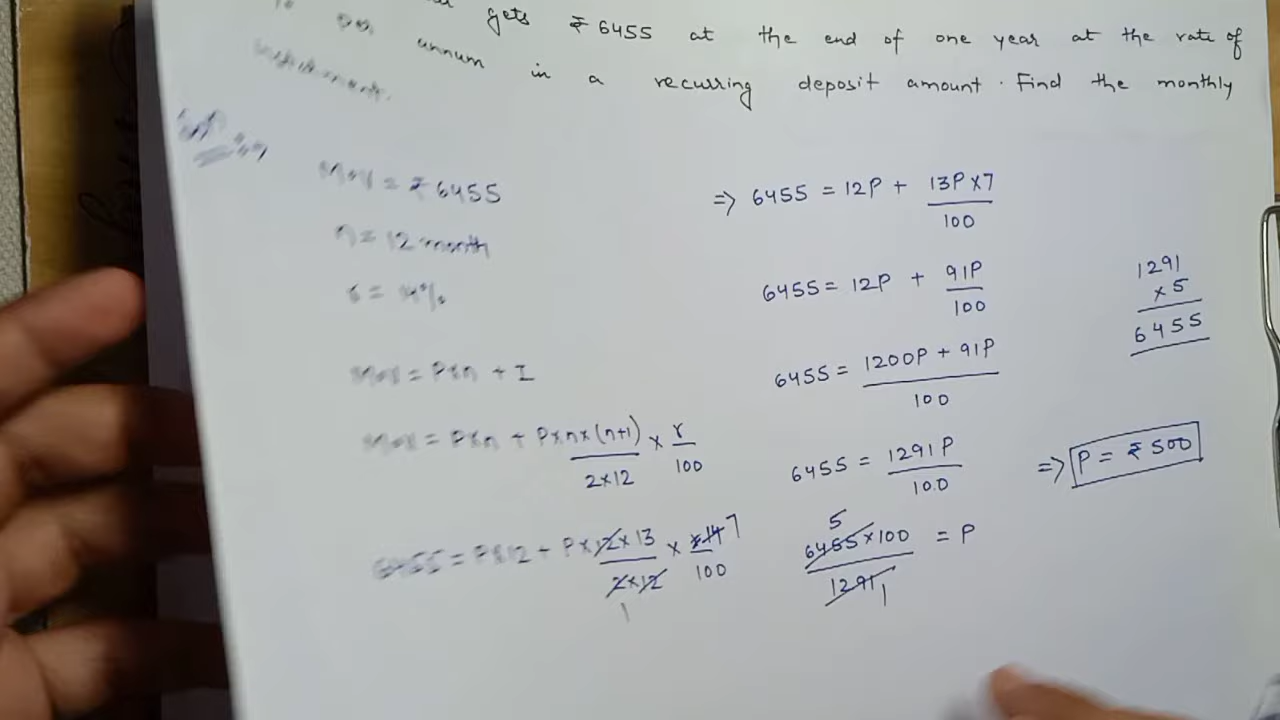 gets ₹ 6455 at the end of one year at the rate of
annum in a recurring deposit amount. Find the monthly
M.V = ₹ 6455
n = 12 month
r = 14%
M.V = P×n + I
M.V = P×n + P×n×(n+1)/2×12 × r/100
6455 = P×12 + P×12×13/2×12 × 14/100
1
7
⇒ 6455 = 12P + 13P×7/100
6455 = 12P + 91P/100
6455 = 1200P + 91P/100
6455 = 1291P/100
5
6455×100/1291 = P
1
1291
×5
6455
⇒ P = ₹ 500